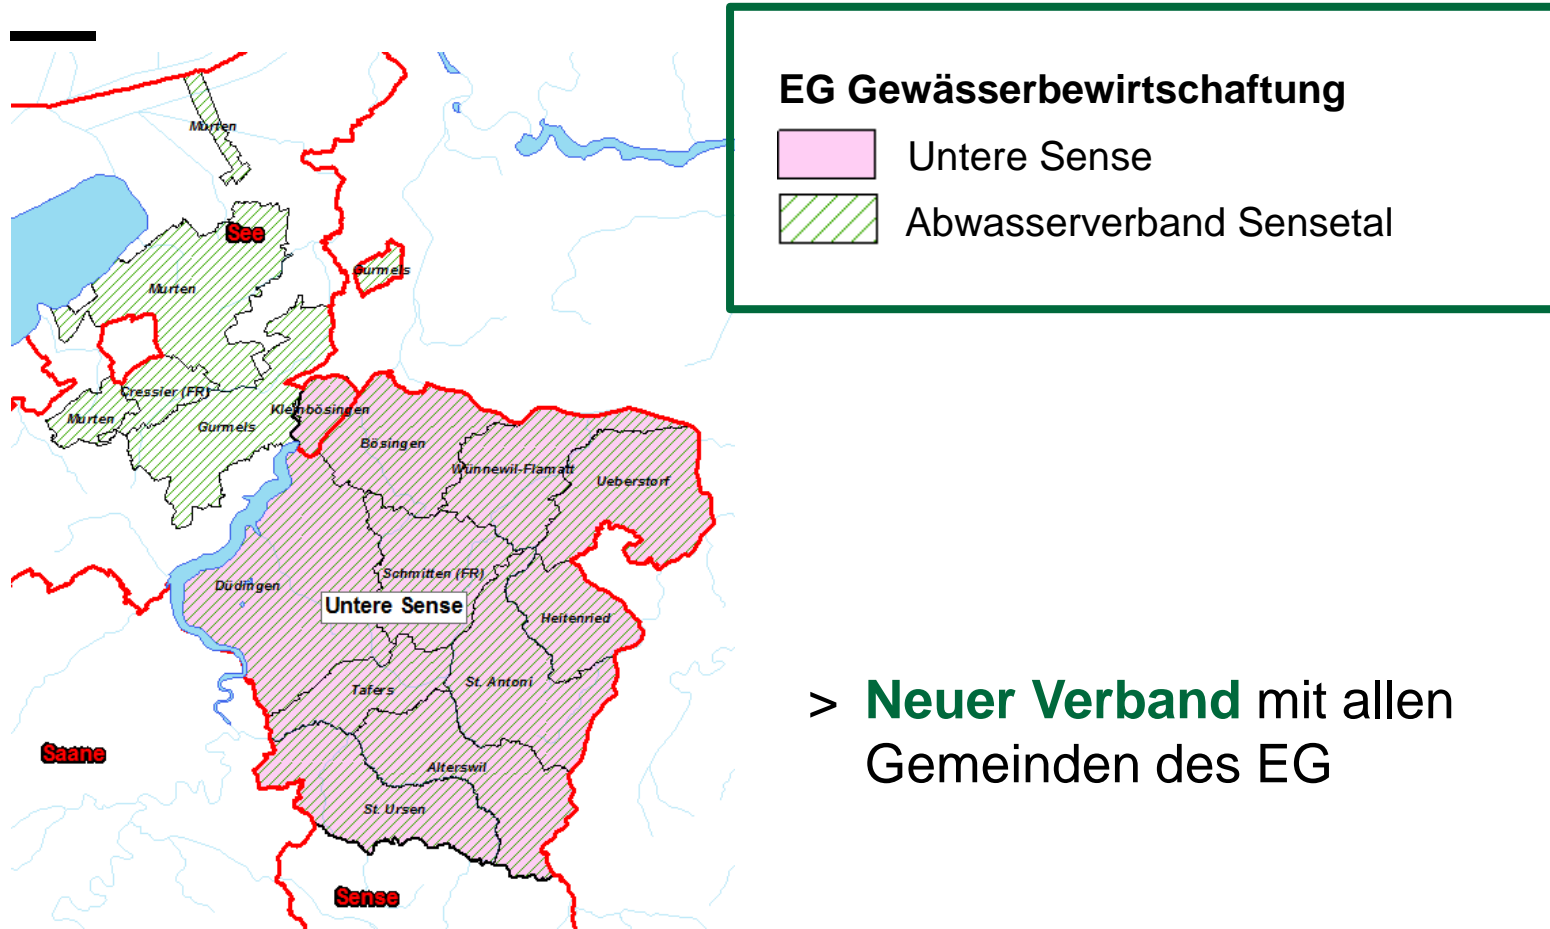 EG Gewässerbewirtschaftung
Untere Sense
Abwasserverband Sensetal
Murten
See
Gurmels
Murten
Cressier (FR)
Murten
Gurmels
Kleinbösingen
Bösingen
Wünnewil-Flamatt
Ueberstorf
Düdingen
Schmitten (FR)
Untere Sense
Heitenried
Tafers
St. Antoni
Saane
Alterswil
St. Ursen
Sense
> Neuer Verband mit allen
Gemeinden des EG